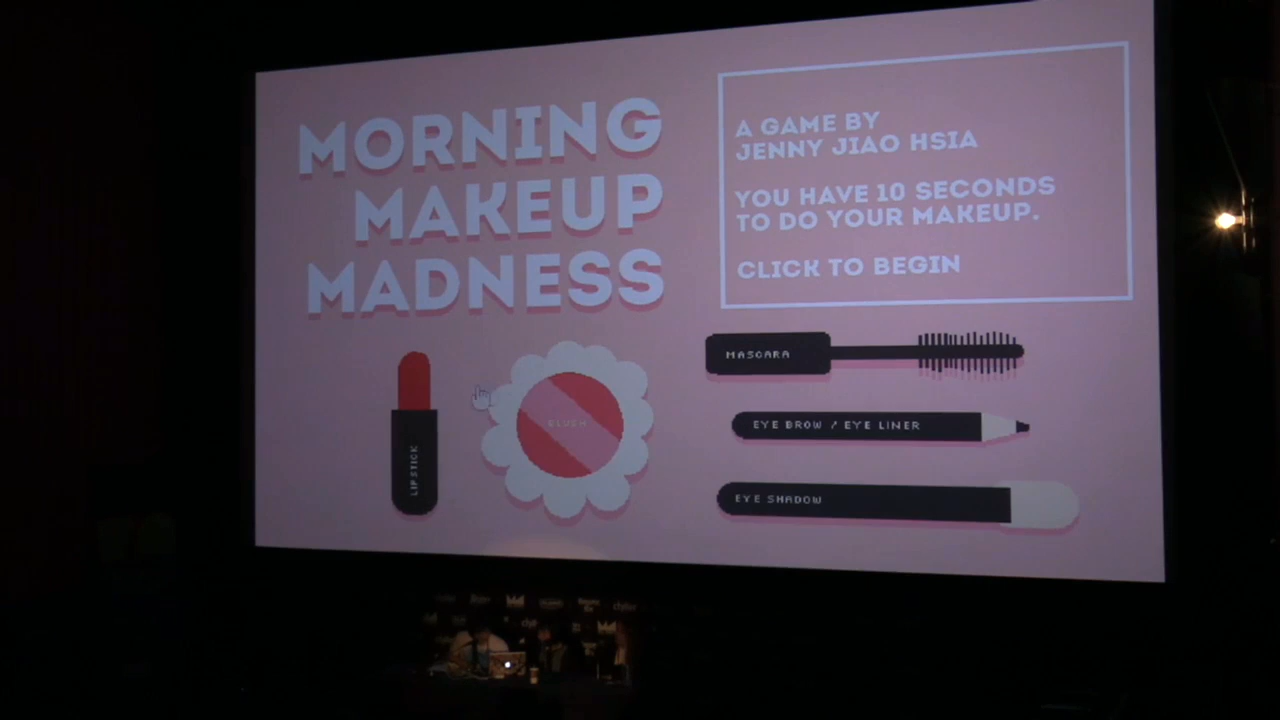 MORNING
MAKEUP
MADNESS
A GAME BY
JENNY JIAO HSIA
YOU HAVE 10 SECONDS
TO DO YOUR MAKEUP.
CLICK TO BEGIN
LIPSTICK
BLUSH
MASCARA
EYE BROW / EYE LINER
EYE SHADOW